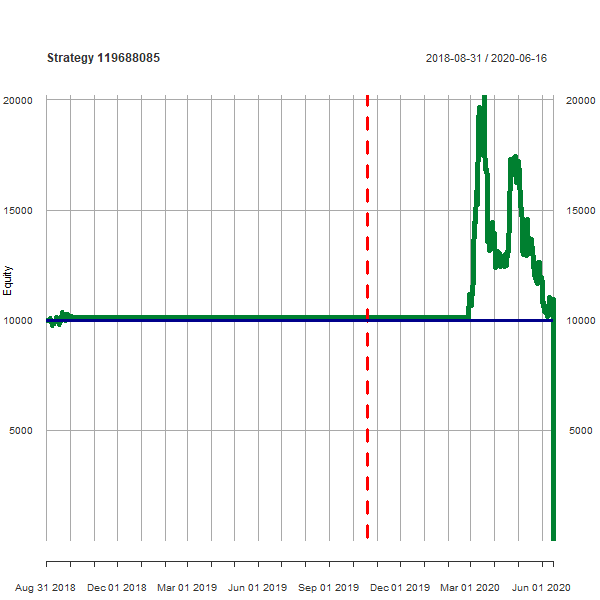 Strategy 119688085 2018-08-31 / 2020-06-16
20000 20000
15000 15000
Equity
10000 10000
5000 5000
Aug 31 2018 Dec 01 2018 Mar 01 2019 Jun 01 2019 Sep 01 2019 Dec 01 2019 Mar 01 2020 Jun 01 2020